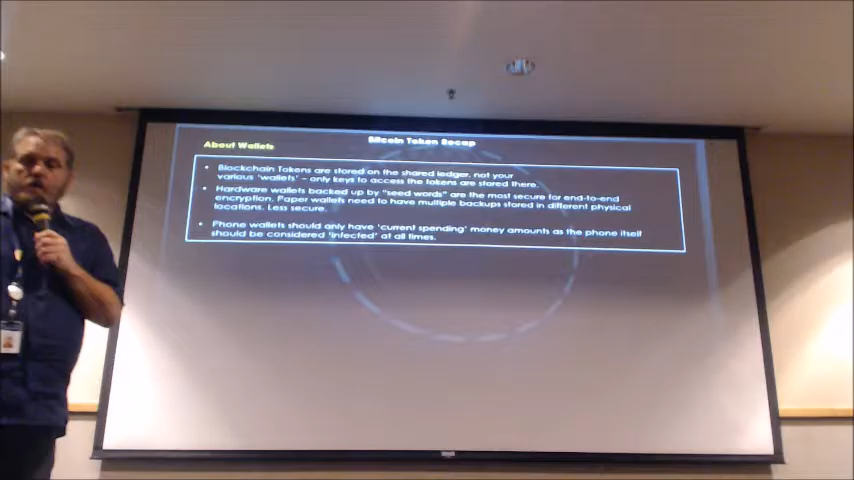 Bitcoin Token Recap
About Wallets
• Blockchain Tokens are stored on the shared ledger, not your
various 'wallets' – only keys to access the tokens are stored there.
• Hardware wallets backed up by "seed words" are the most secure for end-to-end
encryption. Paper wallets need to have multiple backups stored in different physical
locations. Less secure.
• Phone wallets should only have 'current spending' money amounts as the phone itself
should be considered 'infected' at all times.